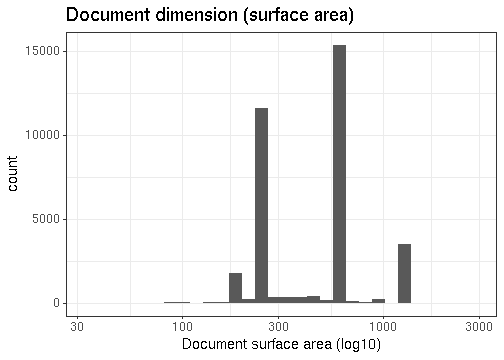 Document dimension (surface area)
15000
10000
5000
0
count
30 100 300 1000 3000
Document surface area (log10)